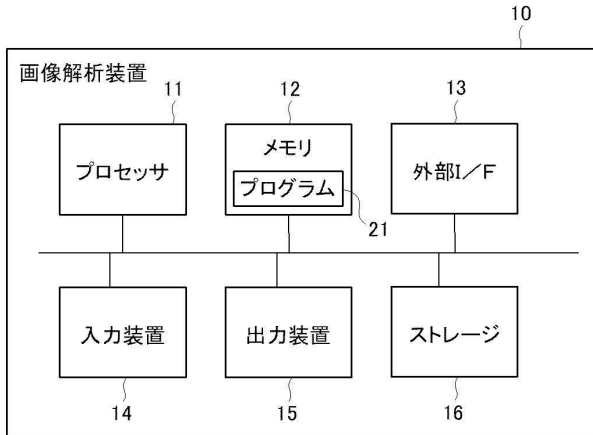 10
画像解析装置
11
12
13
プロセッサ
メモリ
プログラム
21
外部I／F
入力装置
出力装置
ストレージ
14
15
16